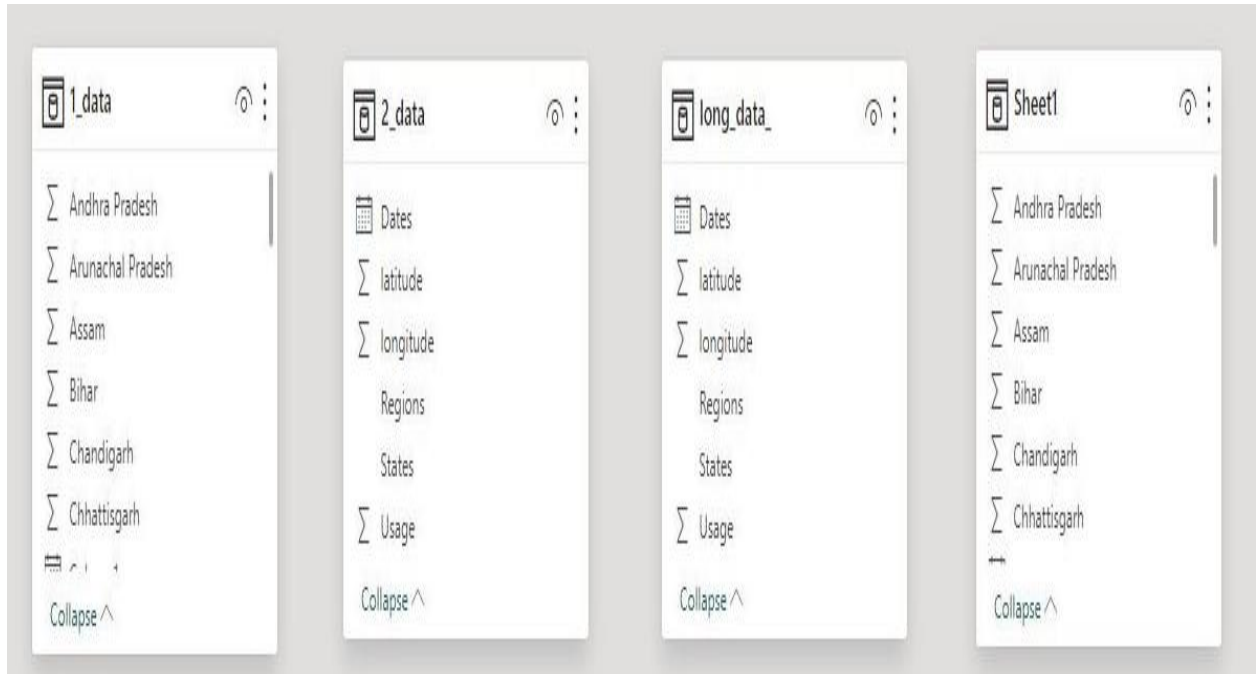 1_data
Andhra Pradesh
Arunachal Pradesh
Assam
Bihar
Chandigarh
Chhattisgarh
Collapse
2_data
Dates
latitude
longitude
Regions
States
Usage
Collapse
long_data_
Dates
latitude
longitude
Regions
States
Usage
Collapse
Sheet1
Andhra Pradesh
Arunachal Pradesh
Assam
Bihar
Chandigarh
Chhattisgarh
Collapse